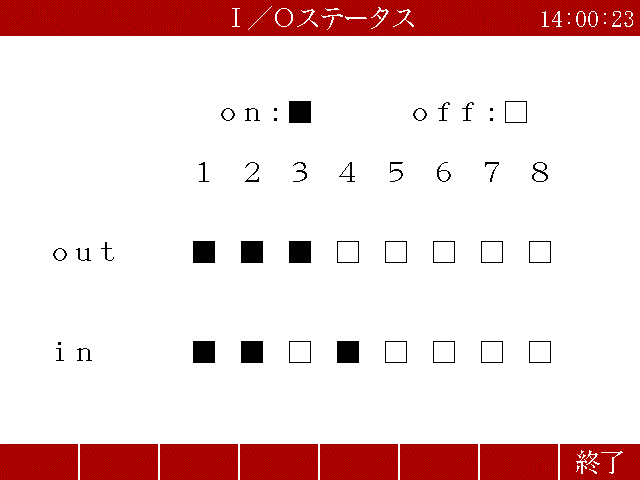 Ｉ／Ｏステータス 14:00:23
ｏｎ:■ ｏｆｆ:□
１ ２ ３ ４ ５ ６ ７ ８
ｏｕｔ ■ ■ ■ □ □ □ □ □
ｉｎ ■ ■ □ ■ □ □ □ □
終了